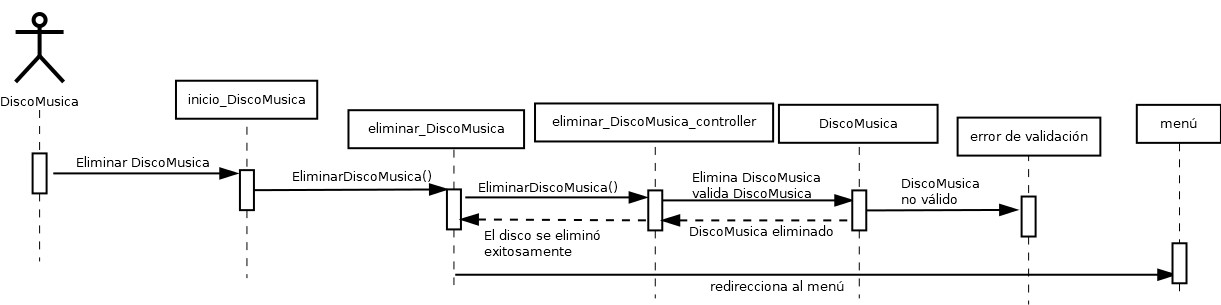 DiscoMusica
inicio_DiscoMusica
eliminar_DiscoMusica
eliminar_DiscoMusica_controller
DiscoMusica
error de validación
menú
Eliminar DiscoMusica
EliminarDiscoMusica()
EliminarDiscoMusica()
Elimina DiscoMusica
valida DiscoMusica
DiscoMusica
no válido
El disco se eliminó
exitosamente
DiscoMusica eliminado
redirecciona al menú